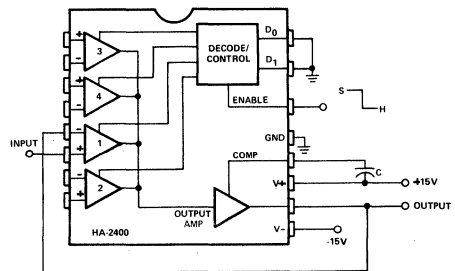 +
3
-
+
4
-
-
1
+
-
2
+
DECODE/
CONTROL
D0
D1
ENABLE
S
H
GND
COMP
C
V+
+15V
OUTPUT
V-
-15V
INPUT
OUTPUT
AMP
HA-2400